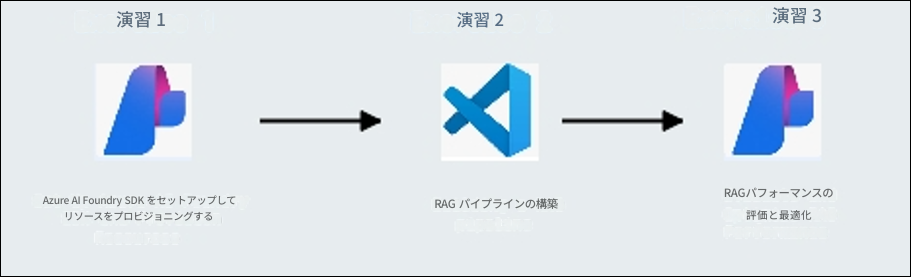 演習 1
演習 2
演習 3
Azure AI Foundry SDK をセットアップして
リソースをプロビジョニングする
RAG パイプラインの構築
RAGパフォーマンスの
評価と最適化